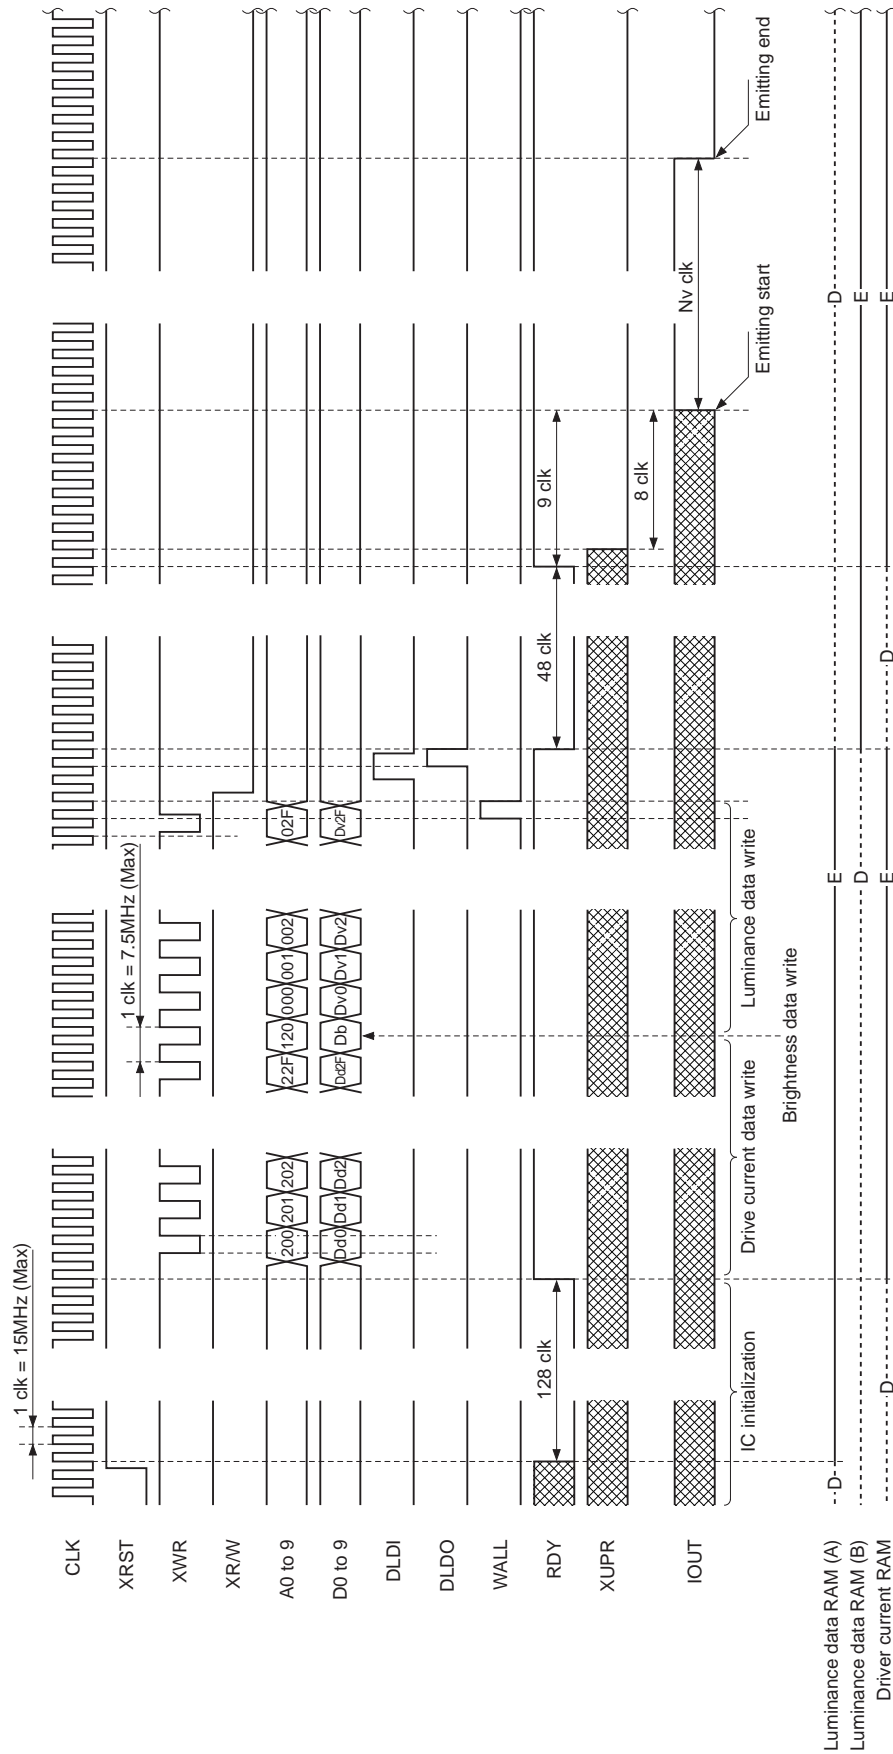 CLK
1 clk = 15MHz (Max)
XRST
XWR
1 clk = 7.5MHz (Max)
XR/W
A0 to 9
200
201
202
22F
120
000
001
002
02F
D0 to 9
Dd0
Dd1
Dd2
Dd2F
Db
Dv0
Dv1
Dv2
Dv2F
DLDI
DLDO
WALL
RDY
128 clk
48 clk
9 clk
XUPR
8 clk
IOUT
Nv clk
IC initialization
Drive current data write
Luminance data write
Emitting start
Emitting end
Brightness data write
Luminance data RAM (A)
D
E
D
Luminance data RAM (B)
D
E
Driver current RAM
D
E
D
E